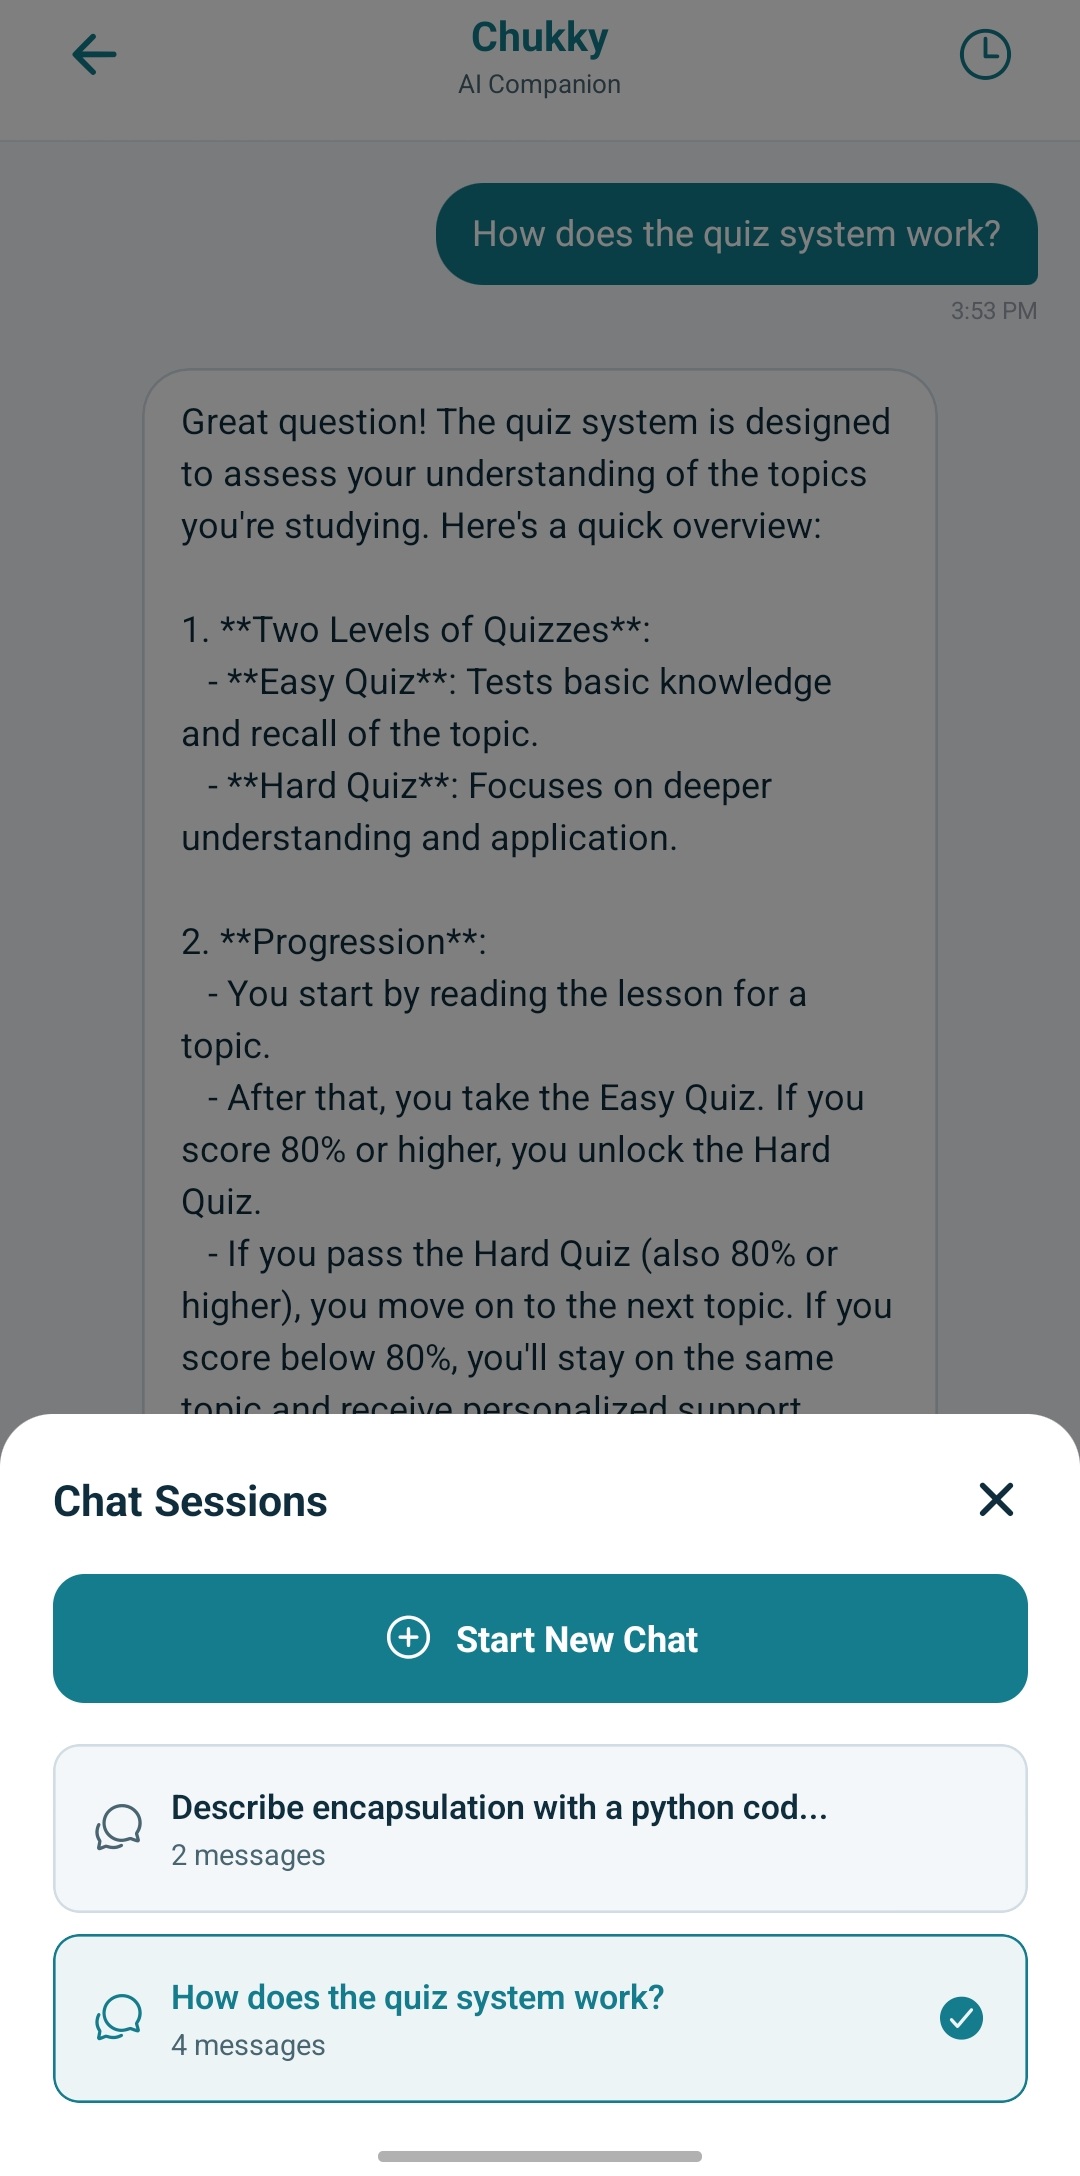 Chukky
AI Companion
How does the quiz system work?
3:53 PM
Great question! The quiz system is designed
to assess your understanding of the topics
you're studying. Here's a quick overview:
1. **Two Levels of Quizzes**:
- **Easy Quiz**: Tests basic knowledge
and recall of the topic.
- **Hard Quiz**: Focuses on deeper
understanding and application.
2. **Progression**:
- You start by reading the lesson for a
topic.
- After that, you take the Easy Quiz. If you
score 80% or higher, you unlock the Hard
Quiz.
- If you pass the Hard Quiz (also 80% or
higher), you move on to the next topic. If you
score below 80%, you'll stay on the same
topic and receive personalized support
Chat Sessions
Start New Chat
Describe encapsulation with a python cod...
2 messages
How does the quiz system work?
4 messages